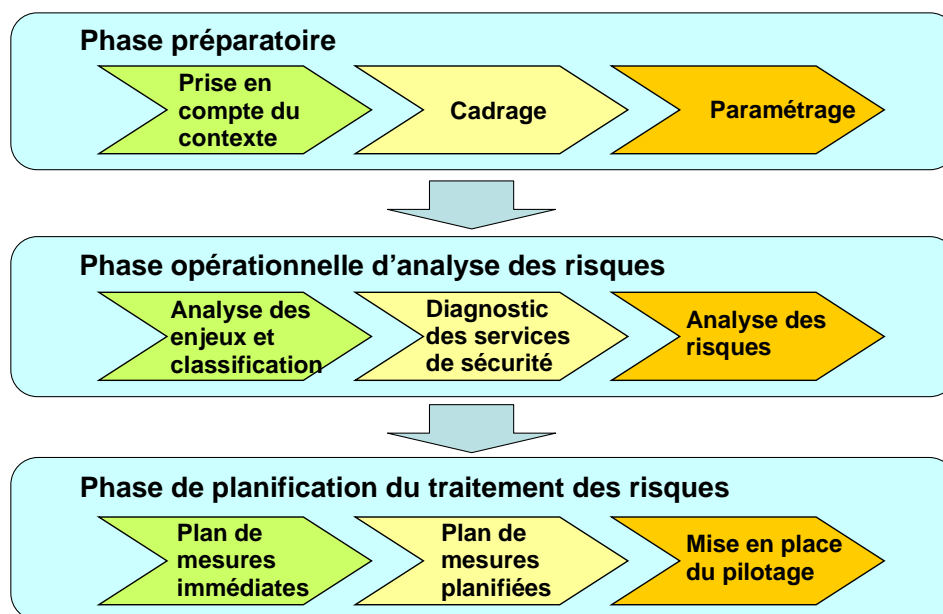 Phase préparatoire
Prise en
compte du
contexte
Cadrage
Paramétrage
Phase opérationnelle d’analyse des risques
Analyse des
enjeux et
classification
Diagnostic
des services
de sécurité
Analyse des
risques
Phase de planification du traitement des risques
Plan de
mesures
immédiates
Plan de
mesures
planifiées
Mise en place
du pilotage